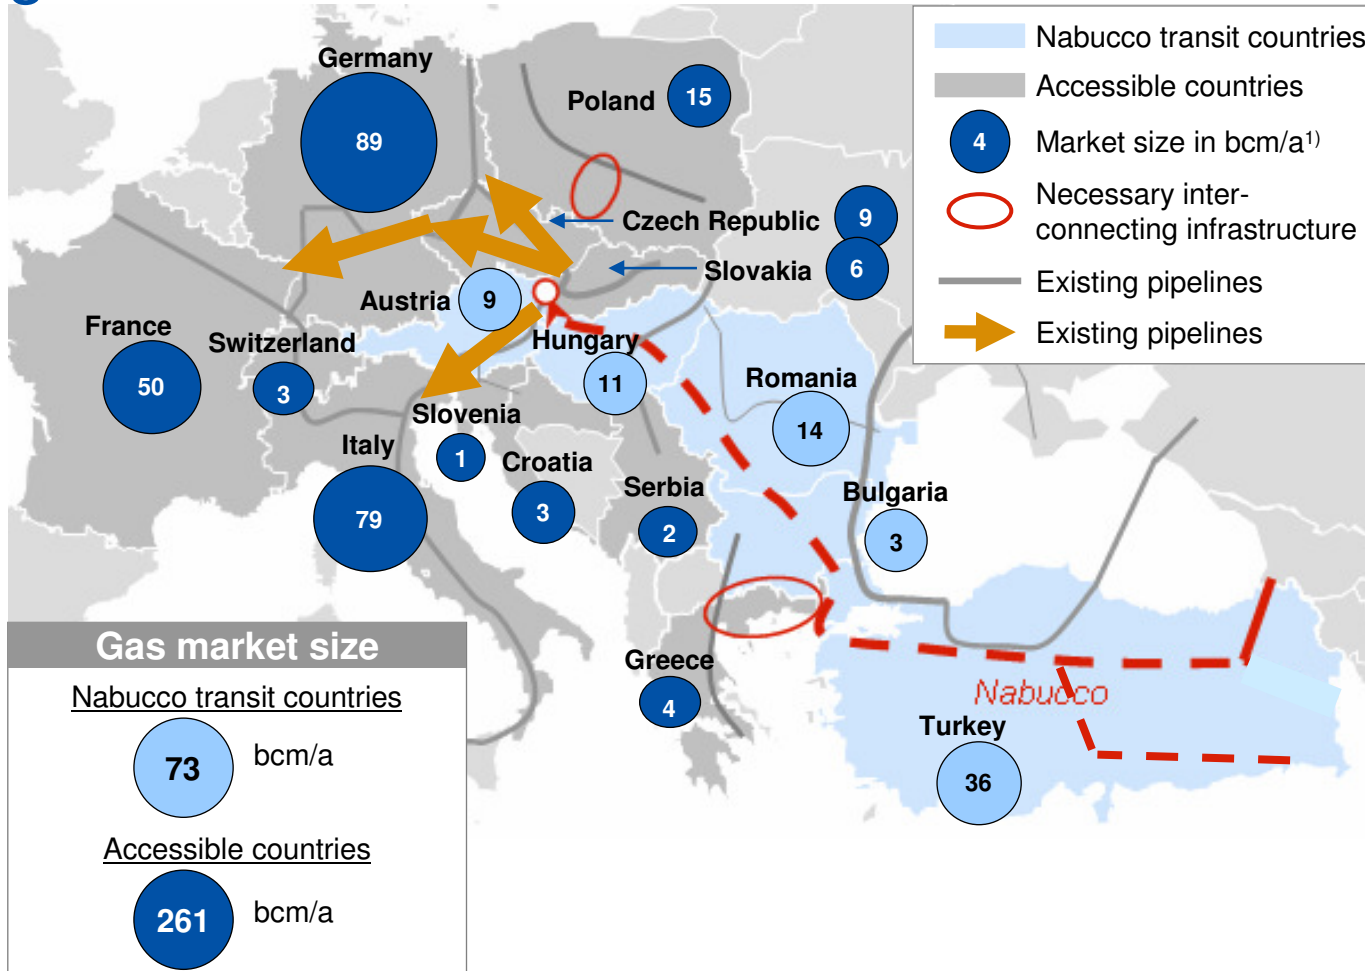 Germany
89
Poland
15
Czech Republic
9
Slovakia
6
Austria
9
France
50
Switzerland
3
Hungary
11
Romania
14
Slovenia
1
Italy
79
Croatia
3
Serbia
2
Bulgaria
3
Greece
4
Nabucco
Turkey
36
Nabucco transit countries
Accessible countries
4
Market size in bcm/a1)
Necessary inter-
connecting infrastructure
Existing pipelines
Existing pipelines
Gas market size
Nabucco transit countries
73 bcm/a
Accessible countries
261 bcm/a